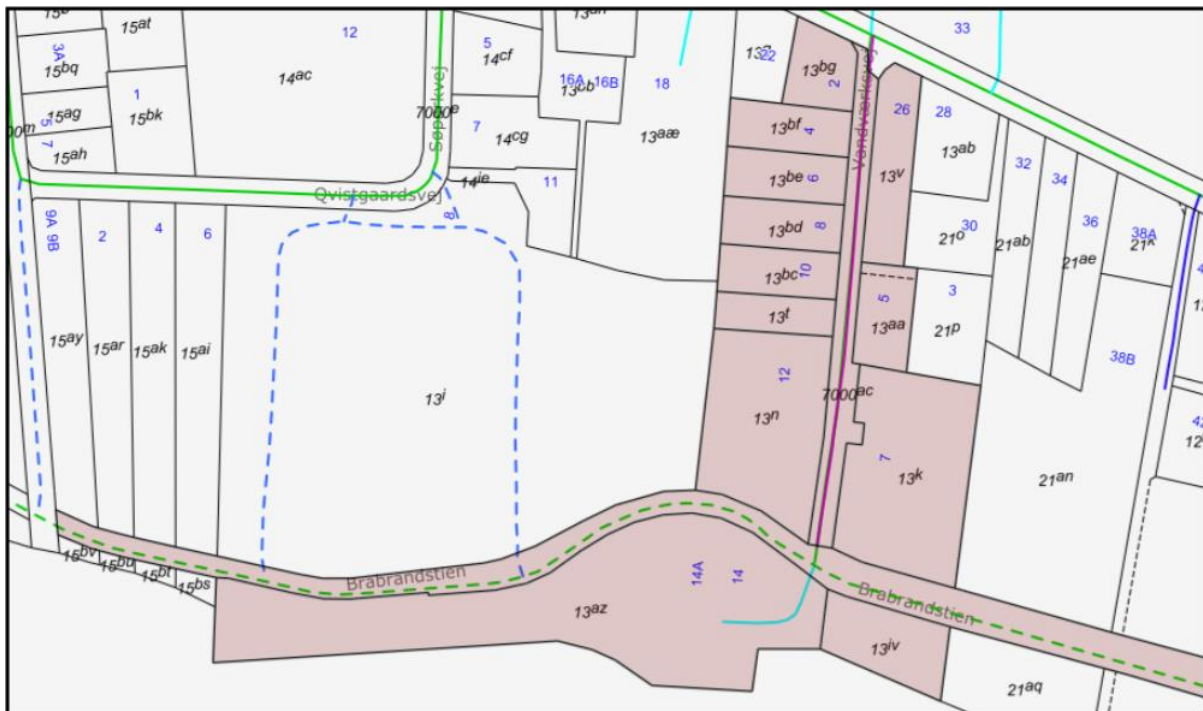 15at
12
33
3A
15bq
14ac
5
14cf
16A 16B
13cb
18
22
13bg
2
1
15bk
15ag
5
7
15ah
7000e
Søparkvej
7
14cg
13aæ
13bf
4
Vandværksvej
26
28
13ab
32
34
14ie
11
13be
6
13v
Qvistgaardsvej
8
36
38A
9A 9B
2
4
6
13bd
8
21o
30
21ab
21ae
13bc
10
5
3
15ay
15ar
15ak
15ai
13t
13aa
21p
38B
13i
12
7000ac
13n
7
13k
21an
15bv
15bu
15bt
15bs
Brabrandstien
14A
14
13az
Brabrandstien
13iv
21aq